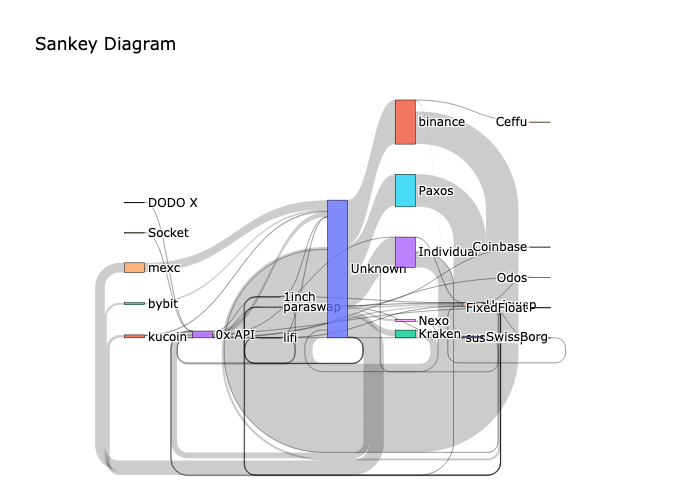 Sankey Diagram
binance
Ceffu
Paxos
DODO X
Socket
Individual
Coinbase
Unknown
mexc
Odos
1inch
bybit
paraswap
FixedFloat
Nexo
kucoin
0x API
lifi
Kraken
SwissBorg